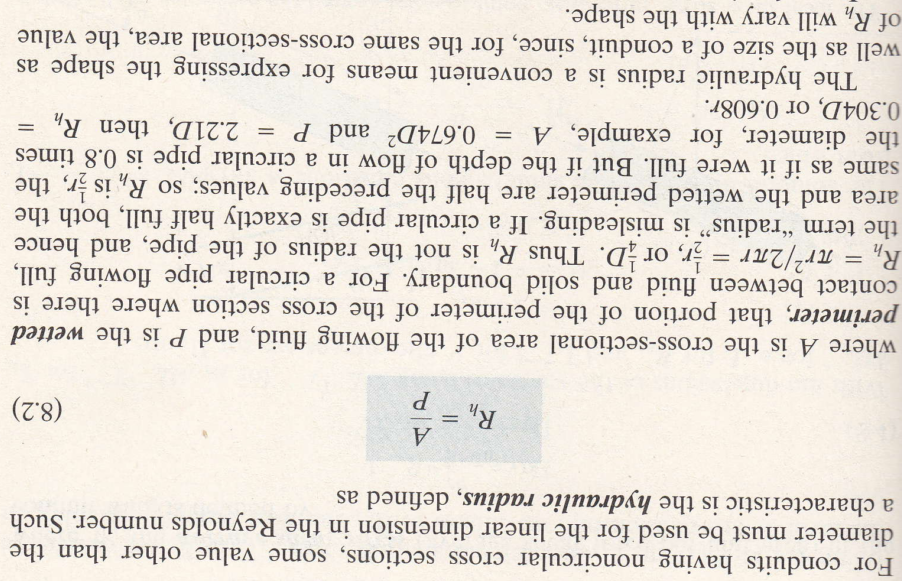 For conduits having noncircular cross sections, some value other than the
diameter must be used for the linear dimension in the Reynolds number. Such
a characteristic is the hydraulic radius, defined as
R_h = A/P (8.2)
where A is the cross-sectional area of the flowing fluid, and P is the wetted
perimeter, that portion of the perimeter of the cross section where there is
contact between fluid and solid boundary. For a circular pipe flowing full,
R_h = πr²/2πr = ½r, or ¼D. Thus R_h is not the radius of the pipe, and hence
the term “radius” is misleading. If a circular pipe is exactly half full, both the
area and the wetted perimeter are half the preceding values; so R_h is ½r, the
same as if it were full. But if the depth of flow in a circular pipe is 0.8 times
the diameter, for example, A = 0.674D² and P = 2.21D, then R_h =
0.304D, or 0.608r.
The hydraulic radius is a convenient means for expressing the shape as
well as the size of a conduit, since, for the same cross-sectional area, the value
of R_h will vary with the shape.